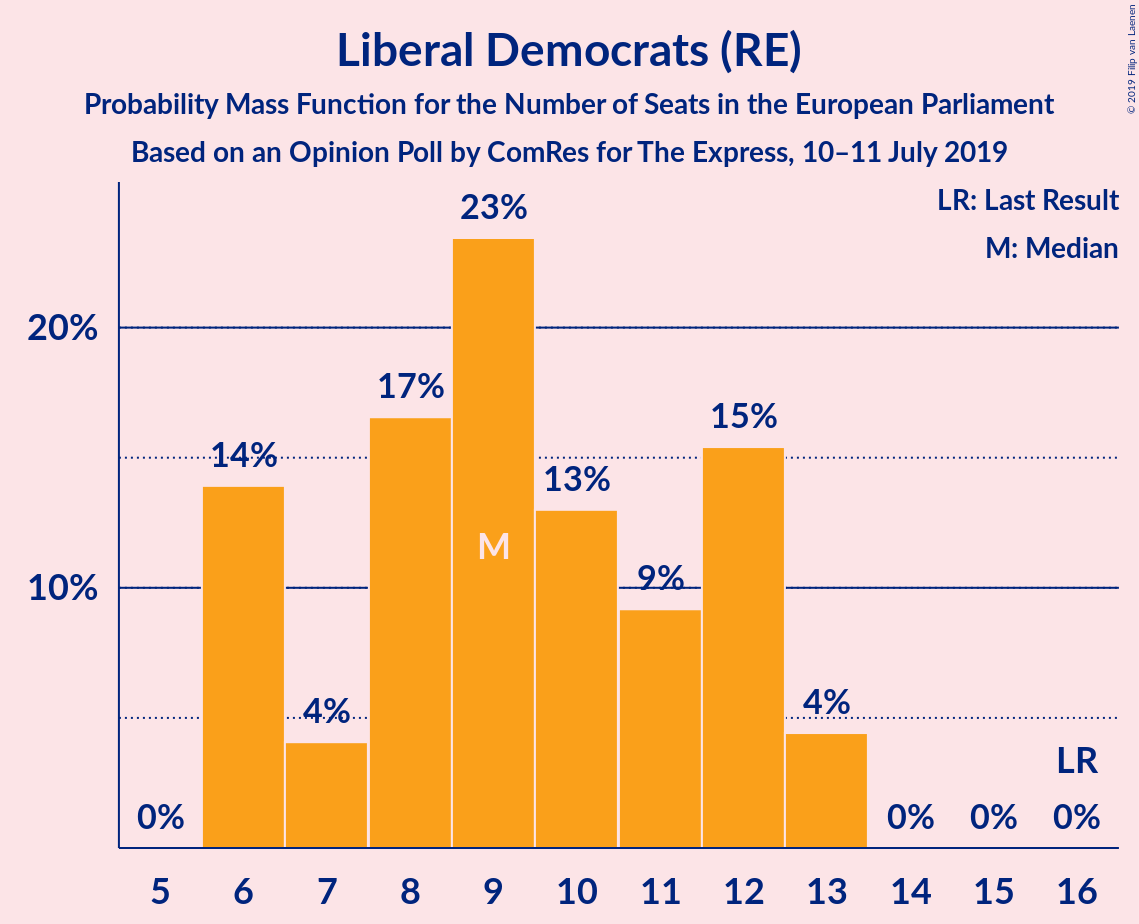 Liberal Democrats (RE)
Probability Mass Function for the Number of Seats in the European Parliament
Based on an Opinion Poll by ComRes for The Express, 10–11 July 2019
© 2019 Filip van Laenen
LR: Last Result
M: Median
20%
10%
0%
14%
4%
17%
23%
M
13%
9%
15%
4%
0%
0%
LR
0%
5 6 7 8 9 10 11 12 13 14 15 16